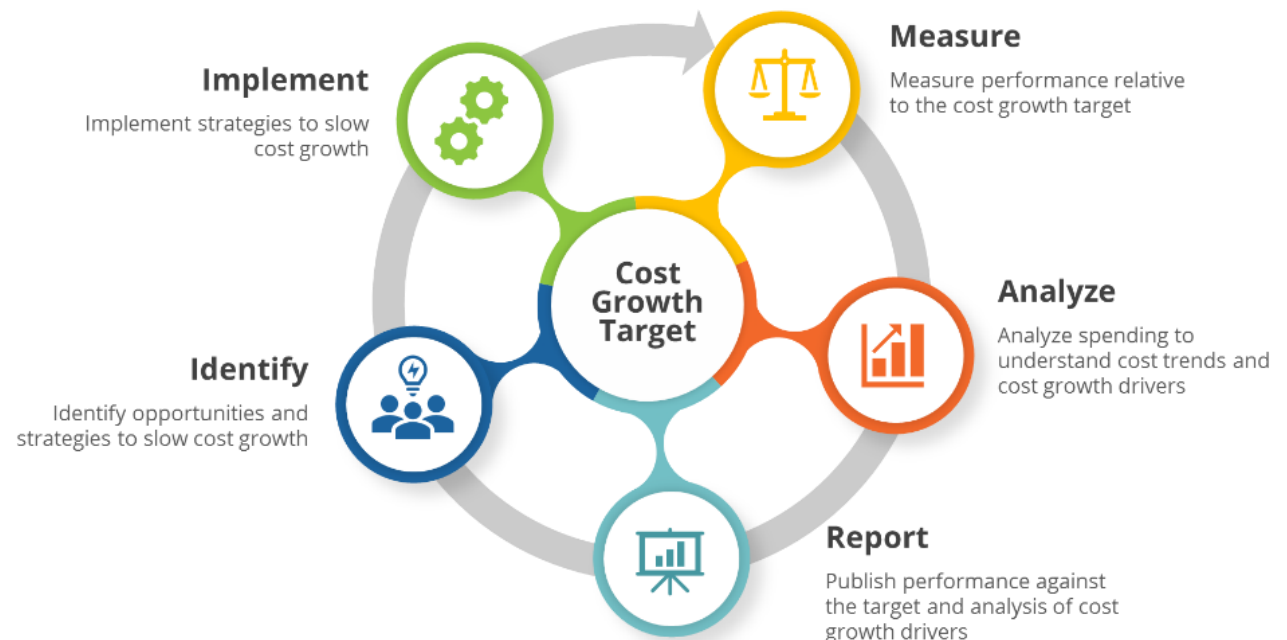 Measure
Measure performance relative
to the cost growth target
Implement
Implement strategies to slow
cost growth
Cost
Growth
Target
Analyze
Analyze spending to
understand cost trends and
cost growth drivers
Identify
Identify opportunities and
strategies to slow cost growth
Report
Publish performance against
the target and analysis of cost
growth drivers